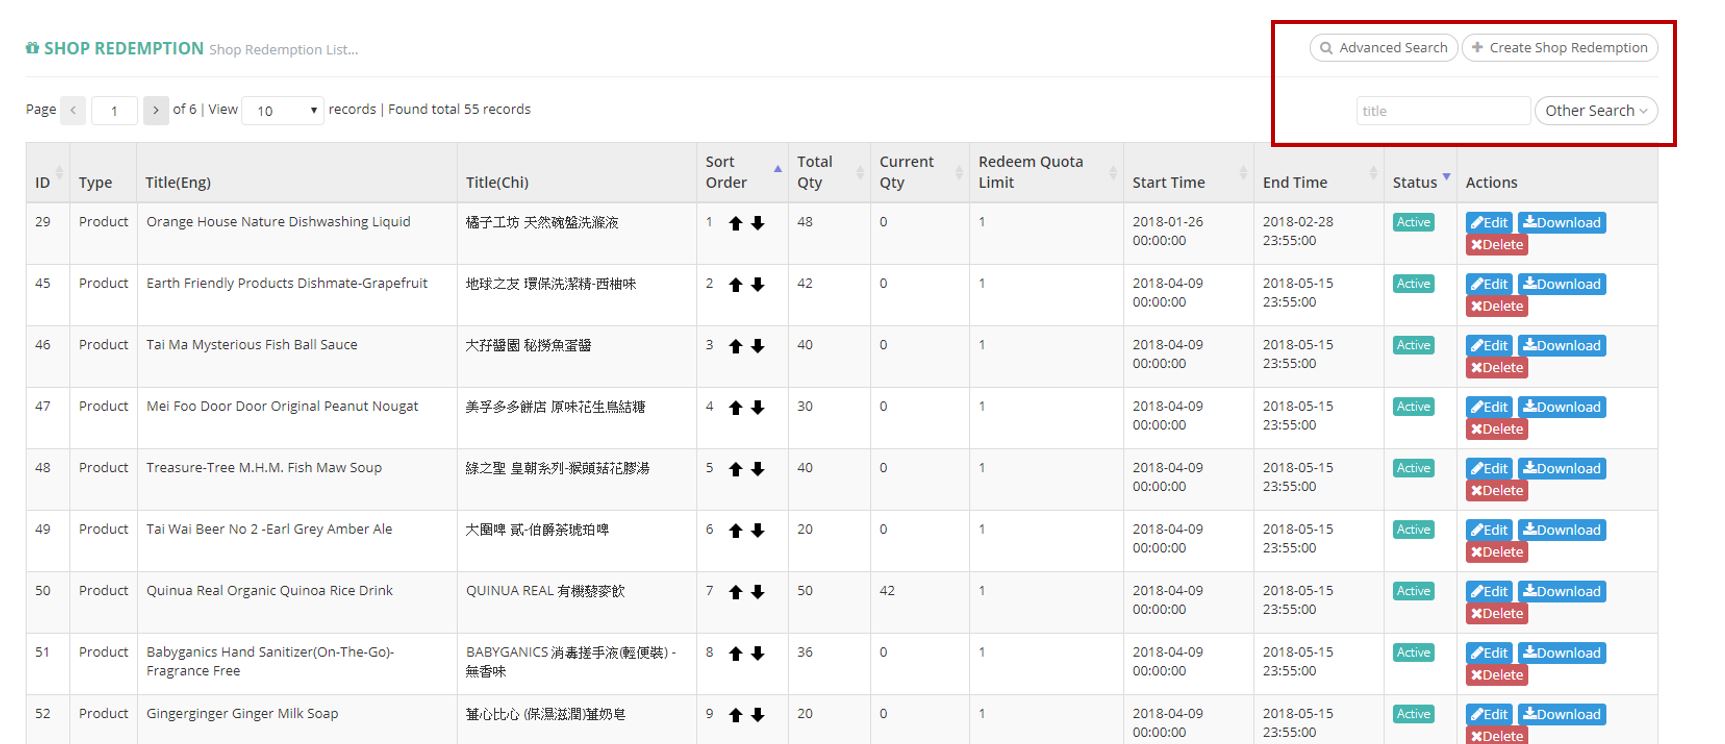 SHOP REDEMPTION Shop Redemption List...
Advanced Search Create Shop Redemption
Page < 1 > of 6 | View 10 records | Found total 55 records
title Other Search
ID Type Title(Eng) Title(Chi) Sort Order Total Qty Current Qty Redeem Quota Limit Start Time End Time Status Actions
29 Product Orange House Nature Dishwashing Liquid 橘子工坊 天然碗盤洗滌液 1 48 0 1 2018-01-26 00:00:00 2018-02-28 23:55:00 Active Edit Download
Delete
45 Product Earth Friendly Products Dishmate-Grapefruit 地球之友 環保洗潔精-西柚味 2 42 0 1 2018-04-09 00:00:00 2018-05-15 23:55:00 Active Edit Download
Delete
46 Product Tai Ma Mysterious Fish Ball Sauce 大孖醬園 秘撈魚蛋醬 3 40 0 1 2018-04-09 00:00:00 2018-05-15 23:55:00 Active Edit Download
Delete
47 Product Mei Foo Door Door Original Peanut Nougat 美孚多多餅店 原味花生鳥結糖 4 30 0 1 2018-04-09 00:00:00 2018-05-15 23:55:00 Active Edit Download
Delete
48 Product Treasure-Tree M.H.M. Fish Maw Soup 綠之聖 皇朝系列-猴頭菇花膠湯 5 40 0 1 2018-04-09 00:00:00 2018-05-15 23:55:00 Active Edit Download
Delete
49 Product Tai Wai Beer No 2 -Earl Grey Amber Ale 大圍啤 貳-伯爵茶琥珀啤 6 20 0 1 2018-04-09 00:00:00 2018-05-15 23:55:00 Active Edit Download
Delete
50 Product Quinua Real Organic Quinoa Rice Drink QUINUA REAL 有機藜麥飲 7 50 42 1 2018-04-09 00:00:00 2018-05-15 23:55:00 Active Edit Download
Delete
51 Product Babyganics Hand Sanitizer(On-The-Go)-Fragrance Free BABYGANICS 消毒搓手液(輕便裝) - 無香味 8 36 0 1 2018-04-09 00:00:00 2018-05-15 23:55:00 Active Edit Download
Delete
52 Product Gingerginger Ginger Milk Soap 薑心比心 (保濕滋潤)薑奶皂 9 20 0 1 2018-04-09 00:00:00 2018-05-15 23:55:00 Active Edit Download
Delete